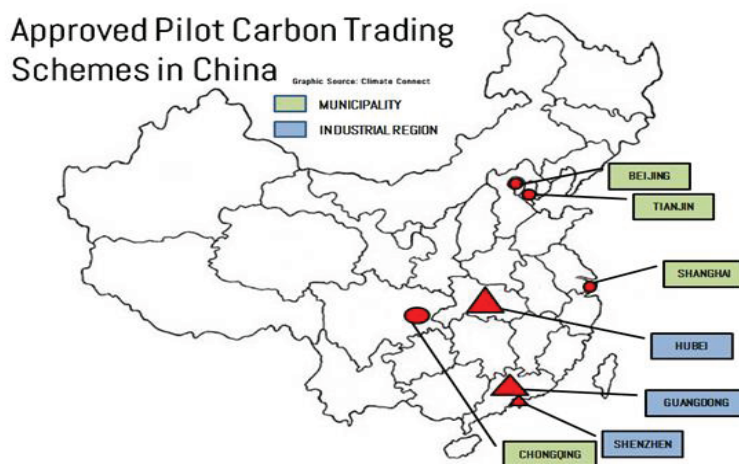 Approved Pilot Carbon Trading
Schemes in China
Graphic Source: Climate Connect
MUNICIPALITY
INDUSTRIAL REGION
BEIJING
TIANJIN
SHANGHAI
HUBEI
GUANGDONG
SHENZHEN
CHONGQING